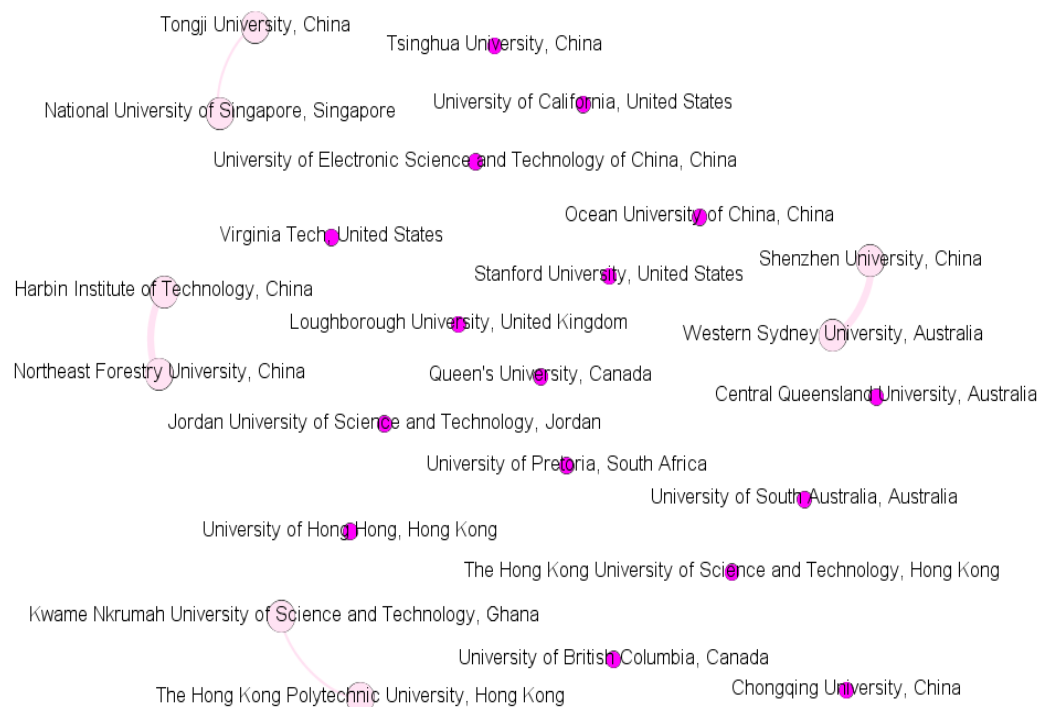 Tongji University, China
Tsinghua University, China
National University of Singapore, Singapore
University of California, United States
University of Electronic Science and Technology of China, China
Ocean University of China, China
Virginia Tech, United States
Shenzhen University, China
Stanford University, United States
Harbin Institute of Technology, China
Loughborough University, United Kingdom
Western Sydney University, Australia
Northeast Forestry University, China
Queen's University, Canada
Central Queensland University, Australia
Jordan University of Science and Technology, Jordan
University of Pretoria, South Africa
University of South Australia, Australia
University of Hong Hong, Hong Kong
The Hong Kong University of Science and Technology, Hong Kong
Kwame Nkrumah University of Science and Technology, Ghana
University of British Columbia, Canada
The Hong Kong Polytechnic University, Hong Kong
Chongqing University, China